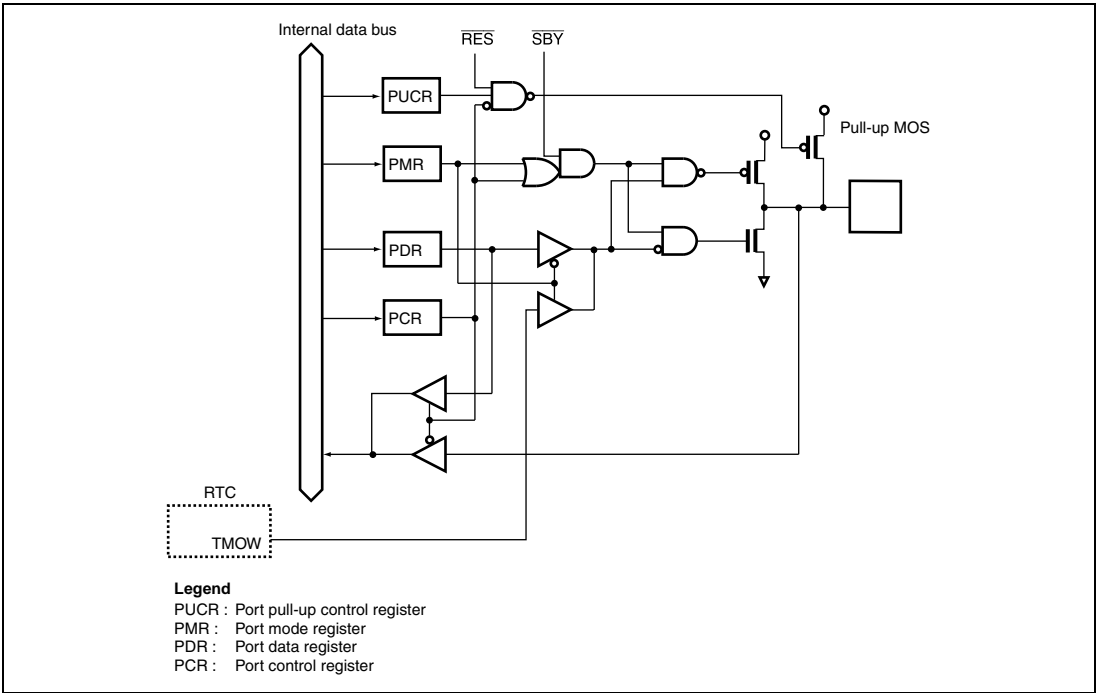 Internal data bus
RES
SBY
PUCR
Pull-up MOS
PMR
PDR
PCR
RTC
TMOW
Legend
PUCR : Port pull-up control register
PMR : Port mode register
PDR : Port data register
PCR : Port control register